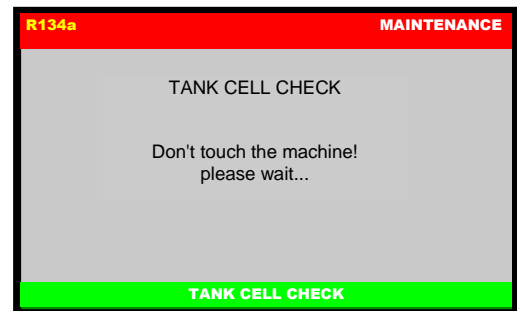 R134a MAINTENANCE
TANK CELL CHECK
Don't touch the machine!
please wait...
TANK CELL CHECK